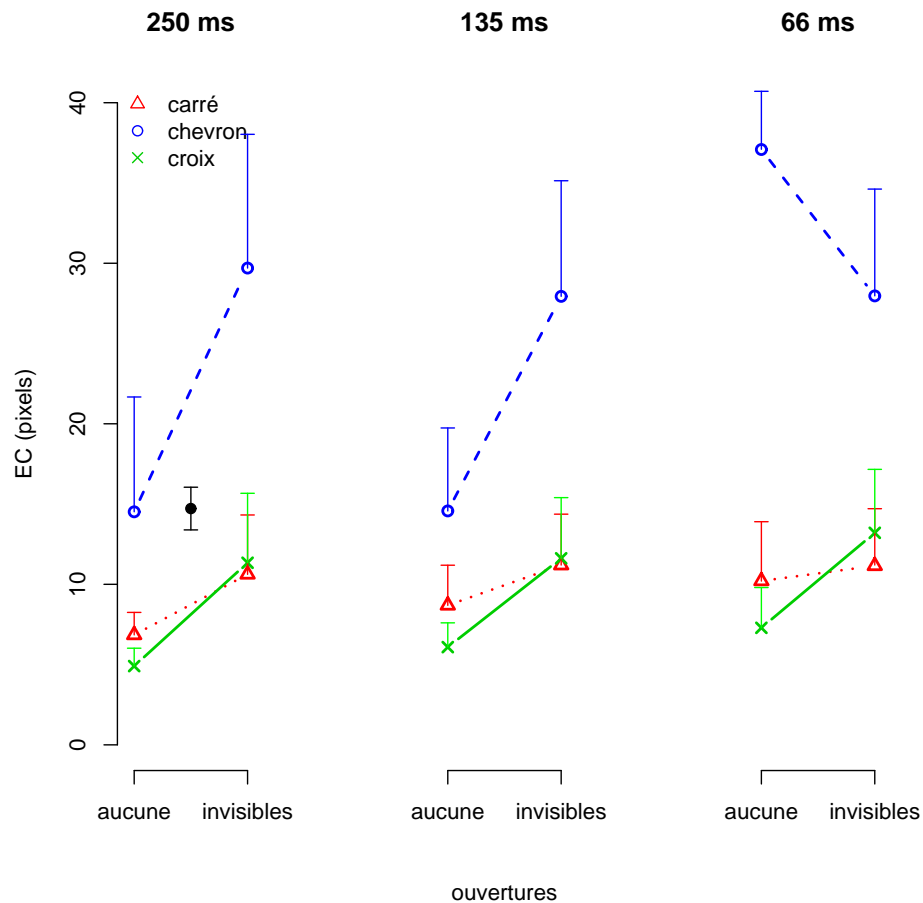 250 ms 135 ms 66 ms
carré
chevron
croix
EC (pixels)
40
30
20
10
0
aucune invisibles aucune invisibles aucune invisibles
ouvertures